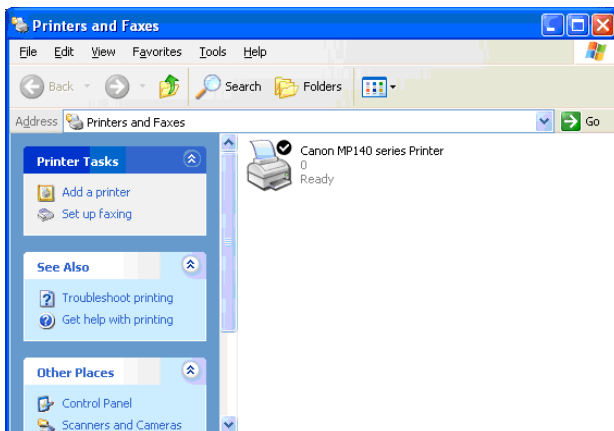 Printers and Faxes
File Edit View Favorites Tools Help
Back Search Folders
Address Printers and Faxes Go
Printer Tasks
Add a printer
Set up faxing
See Also
Troubleshoot printing
Get help with printing
Other Places
Control Panel
Scanners and Cameras
Canon MP140 series Printer
0
Ready